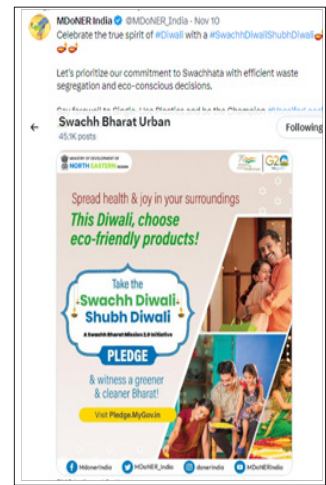 MDoNER India @MDoNER_India · Nov 10
Celebrate the true spirit of #Diwali with a #SwachhDiwaliShubhDiwali
Let's prioritize our commitment to Swachhata with efficient waste
segregation and eco-conscious decisions.
Swachh Bharat Urban
45.1K posts
Following
MINISTRY OF DEVELOPMENT OF
NORTH EASTERN REGION
G20
Spread health & joy in your surroundings
This Diwali, choose
eco-friendly products!
Take the
Swachh Diwali
Shubh Diwali
A Swachh Bharat Mission 2.0 Initiative
PLEDGE
& witness a greener
& cleaner Bharat!
Visit Pledge.MyGov.in
Mdonerindia
MDoNER_India
donerindia
MDoNERIndia